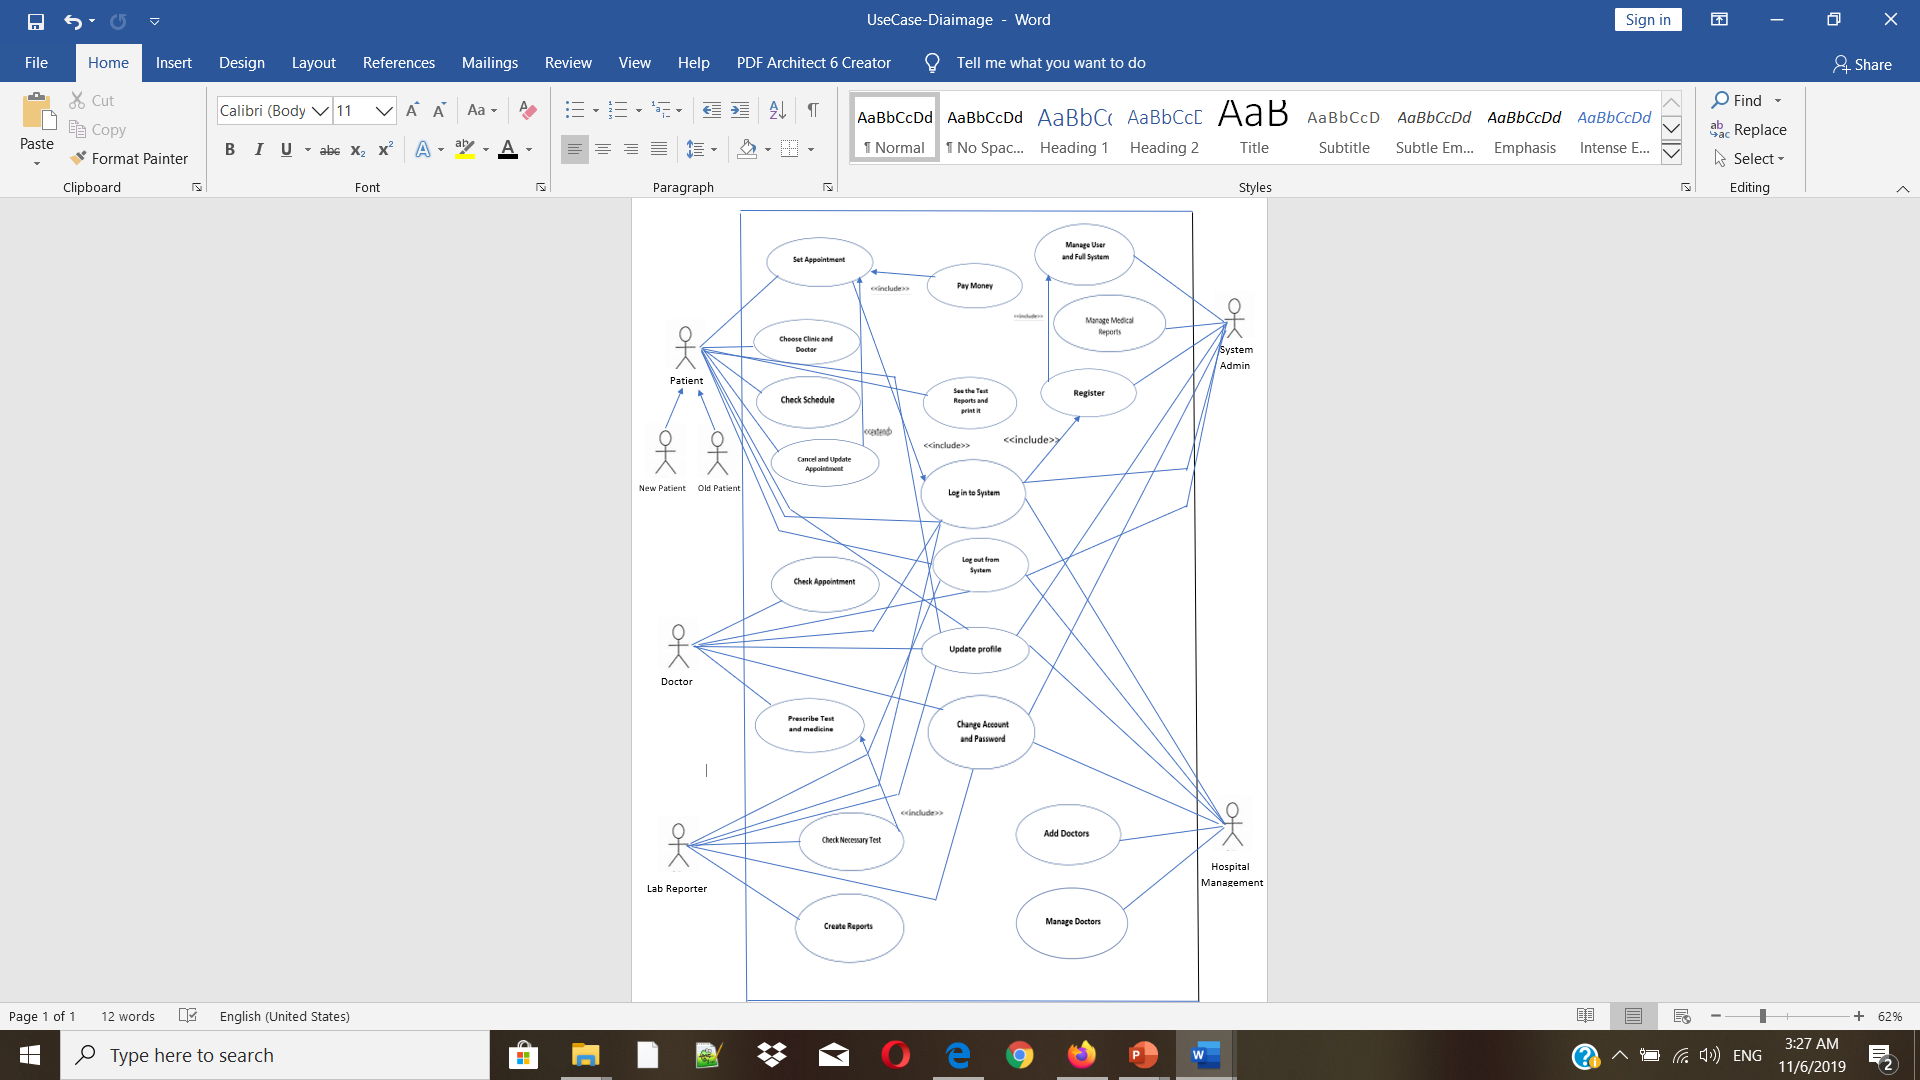 UseCase-Diaimage - Word
Sign in
File Home Insert Design Layout References Mailings Review View Help PDF Architect 6 Creator Tell me what you want to do Share
Paste
Cut
Copy
Format Painter
Clipboard
Calibri (Body 11
Aa
B I U abc x₂ x²
A
Font
Paragraph
AaBbCcDd
¶ Normal
AaBbCcDd
¶ No Spac...
AaBbCc
Heading 1
AaBbCcE
Heading 2
AaB
Title
AaBbCcD
Subtitle
AaBbCcDd
Subtle Em...
AaBbCcDd
Emphasis
AaBbCcDd
Intense E...
Styles
Find
Replace
Select
Editing
Set Appointment
Pay Money
<<include>>
Manage User
and Full System
<<include>>
Manage Medical
Reports
System
Admin
Choose Clinic and
Doctor
Patient
Check Schedule
See the Test
Reports and
print it
Register
<<extend>
<<include>>
<<include>>
Cancel and Update
Appointment
New Patient
Old Patient
Log in to System
Log out from
System
Check Appointment
Update profile
Doctor
Prescribe Test
and medicine
Change Account
and Password
<<include>>
Check Necessary Test
Add Doctors
Hospital
Management
Lab Reporter
Create Reports
Manage Doctors
Page 1 of 1 12 words English (United States) 62%
Type here to search
ENG
3:27 AM
11/6/2019
2